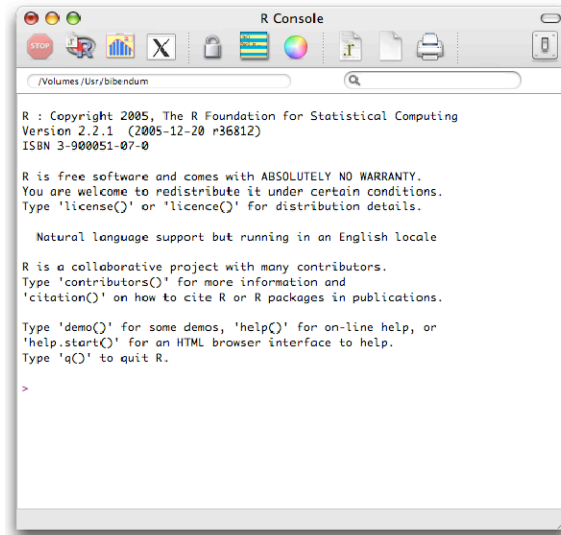 R Console
STOP
/Volumes/Usr/bibendum
R : Copyright 2005, The R Foundation for Statistical Computing
Version 2.2.1  (2005-12-20 r36812)
ISBN 3-900051-07-0
R is free software and comes with ABSOLUTELY NO WARRANTY.
You are welcome to redistribute it under certain conditions.
Type 'license()' or 'licence()' for distribution details.
Natural language support but running in an English locale
R is a collaborative project with many contributors.
Type 'contributors()' for more information and
'citation()' on how to cite R or R packages in publications.
Type 'demo()' for some demos, 'help()' for on-line help, or
'help.start()' for an HTML browser interface to help.
Type 'q()' to quit R.
>